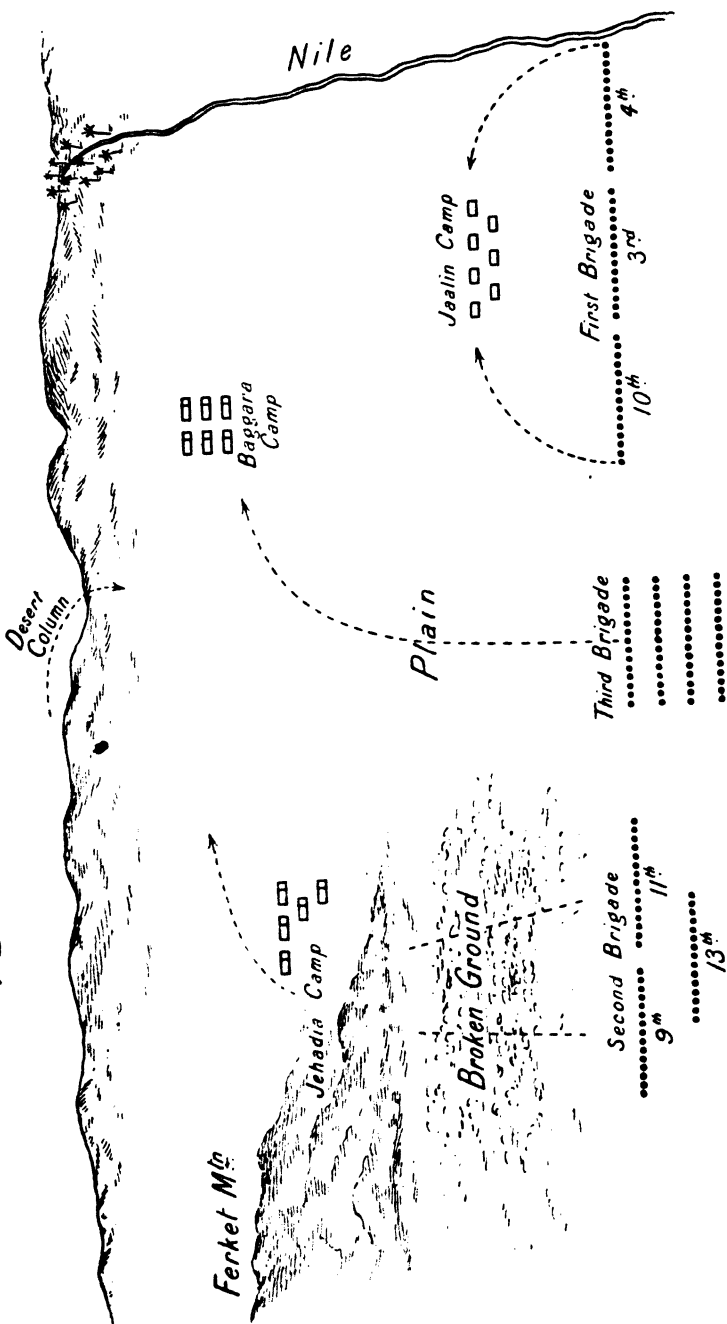 Desert
Column
Ferket Mtn
Baggara
Camp
Jehadia Camp
Nile
Plain
Jaalin Camp
Broken Ground
Second Brigade
Third Brigade
First Brigade
9th
11th
10th
3rd
4th
13th